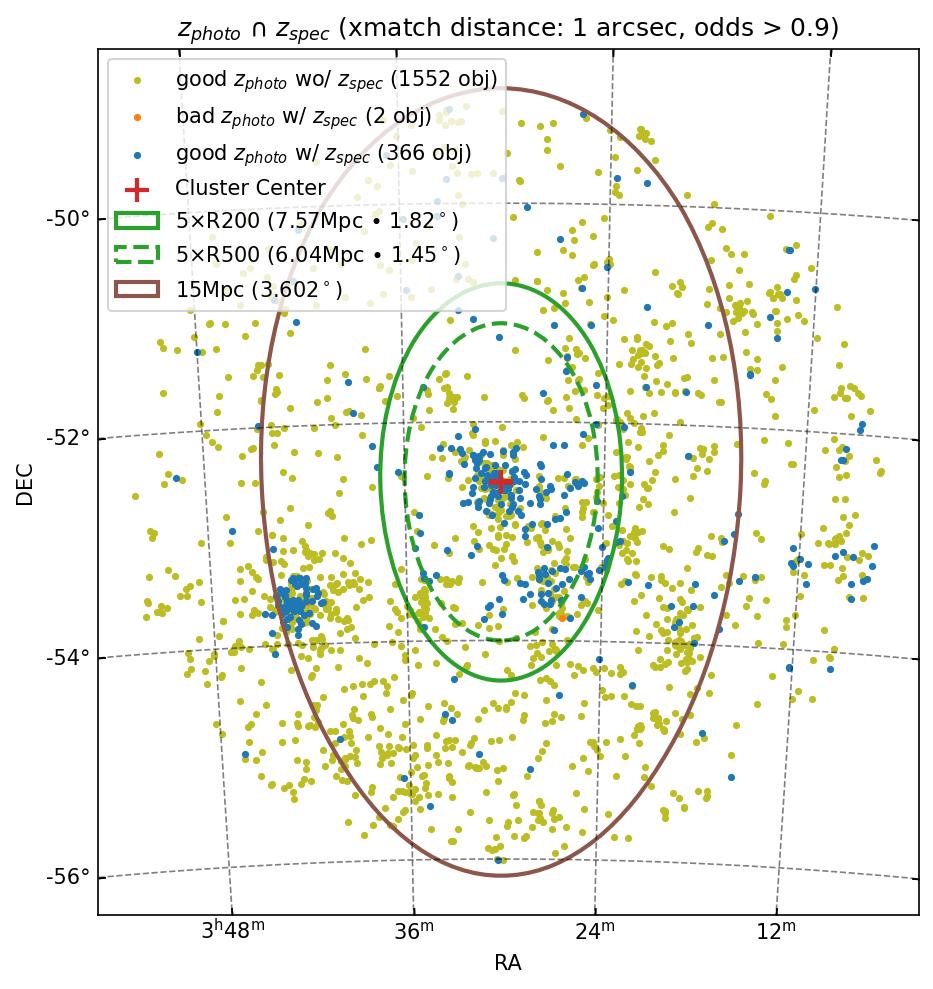 z_photo ∩ z_spec (xmatch distance: 1 arcsec, odds > 0.9)
good z_photo wo/ z_spec (1552 obj)
bad z_photo w/ z_spec (2 obj)
good z_photo w/ z_spec (366 obj)
Cluster Center
5×R200 (7.57Mpc • 1.82°)
5×R500 (6.04Mpc • 1.45°)
15Mpc (3.602°)
-50°
-52°
-54°
-56°
DEC
3ʰ48ᵐ
36ᵐ
24ᵐ
12ᵐ
RA